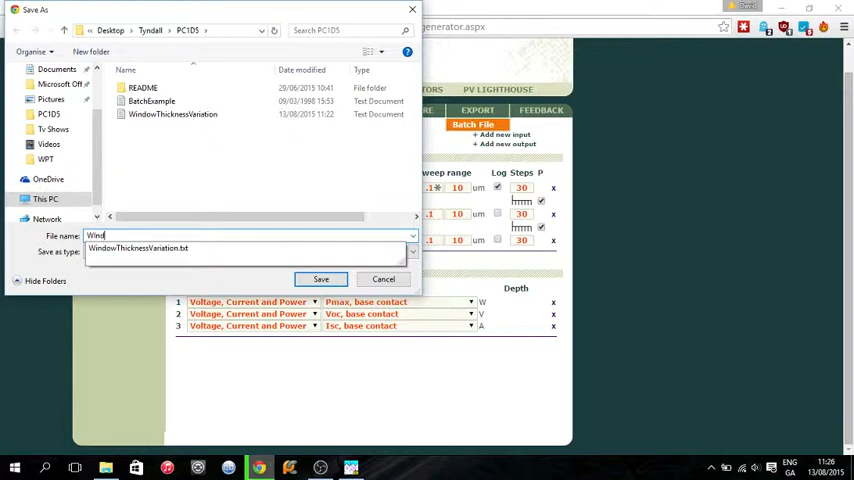 Save As
David
Desktop Tyndall PC1D5
Search PC1D5
generator.aspx
Organise New folder
Documents
Microsoft Off
Pictures
PC1D5
Tv Shows
Videos
WPT
OneDrive
This PC
Network
Name Date modified Type
README 29/06/2015 10:41 File folder
BatchExample 09/03/1998 15:53 Text Document
WindowThicknessVariation 13/08/2015 11:22 Text Document
File name: Wind
WindowThicknessVariation.txt
Save as type:
Hide Folders
Save Cancel
TORS PV LIGHTHOUSE
RE EXPORT FEEDBACK
Batch File
+ Add new input
+ Add new output
weep range Log Steps P
.1 10 um 30 x
10 um 30 x
10 um 30 x
Depth
1 Voltage, Current and Power Pmax, base contact W x
2 Voltage, Current and Power Voc, base contact V x
3 Voltage, Current and Power Isc, base contact A x
ENG
GA
11:26
13/08/2015